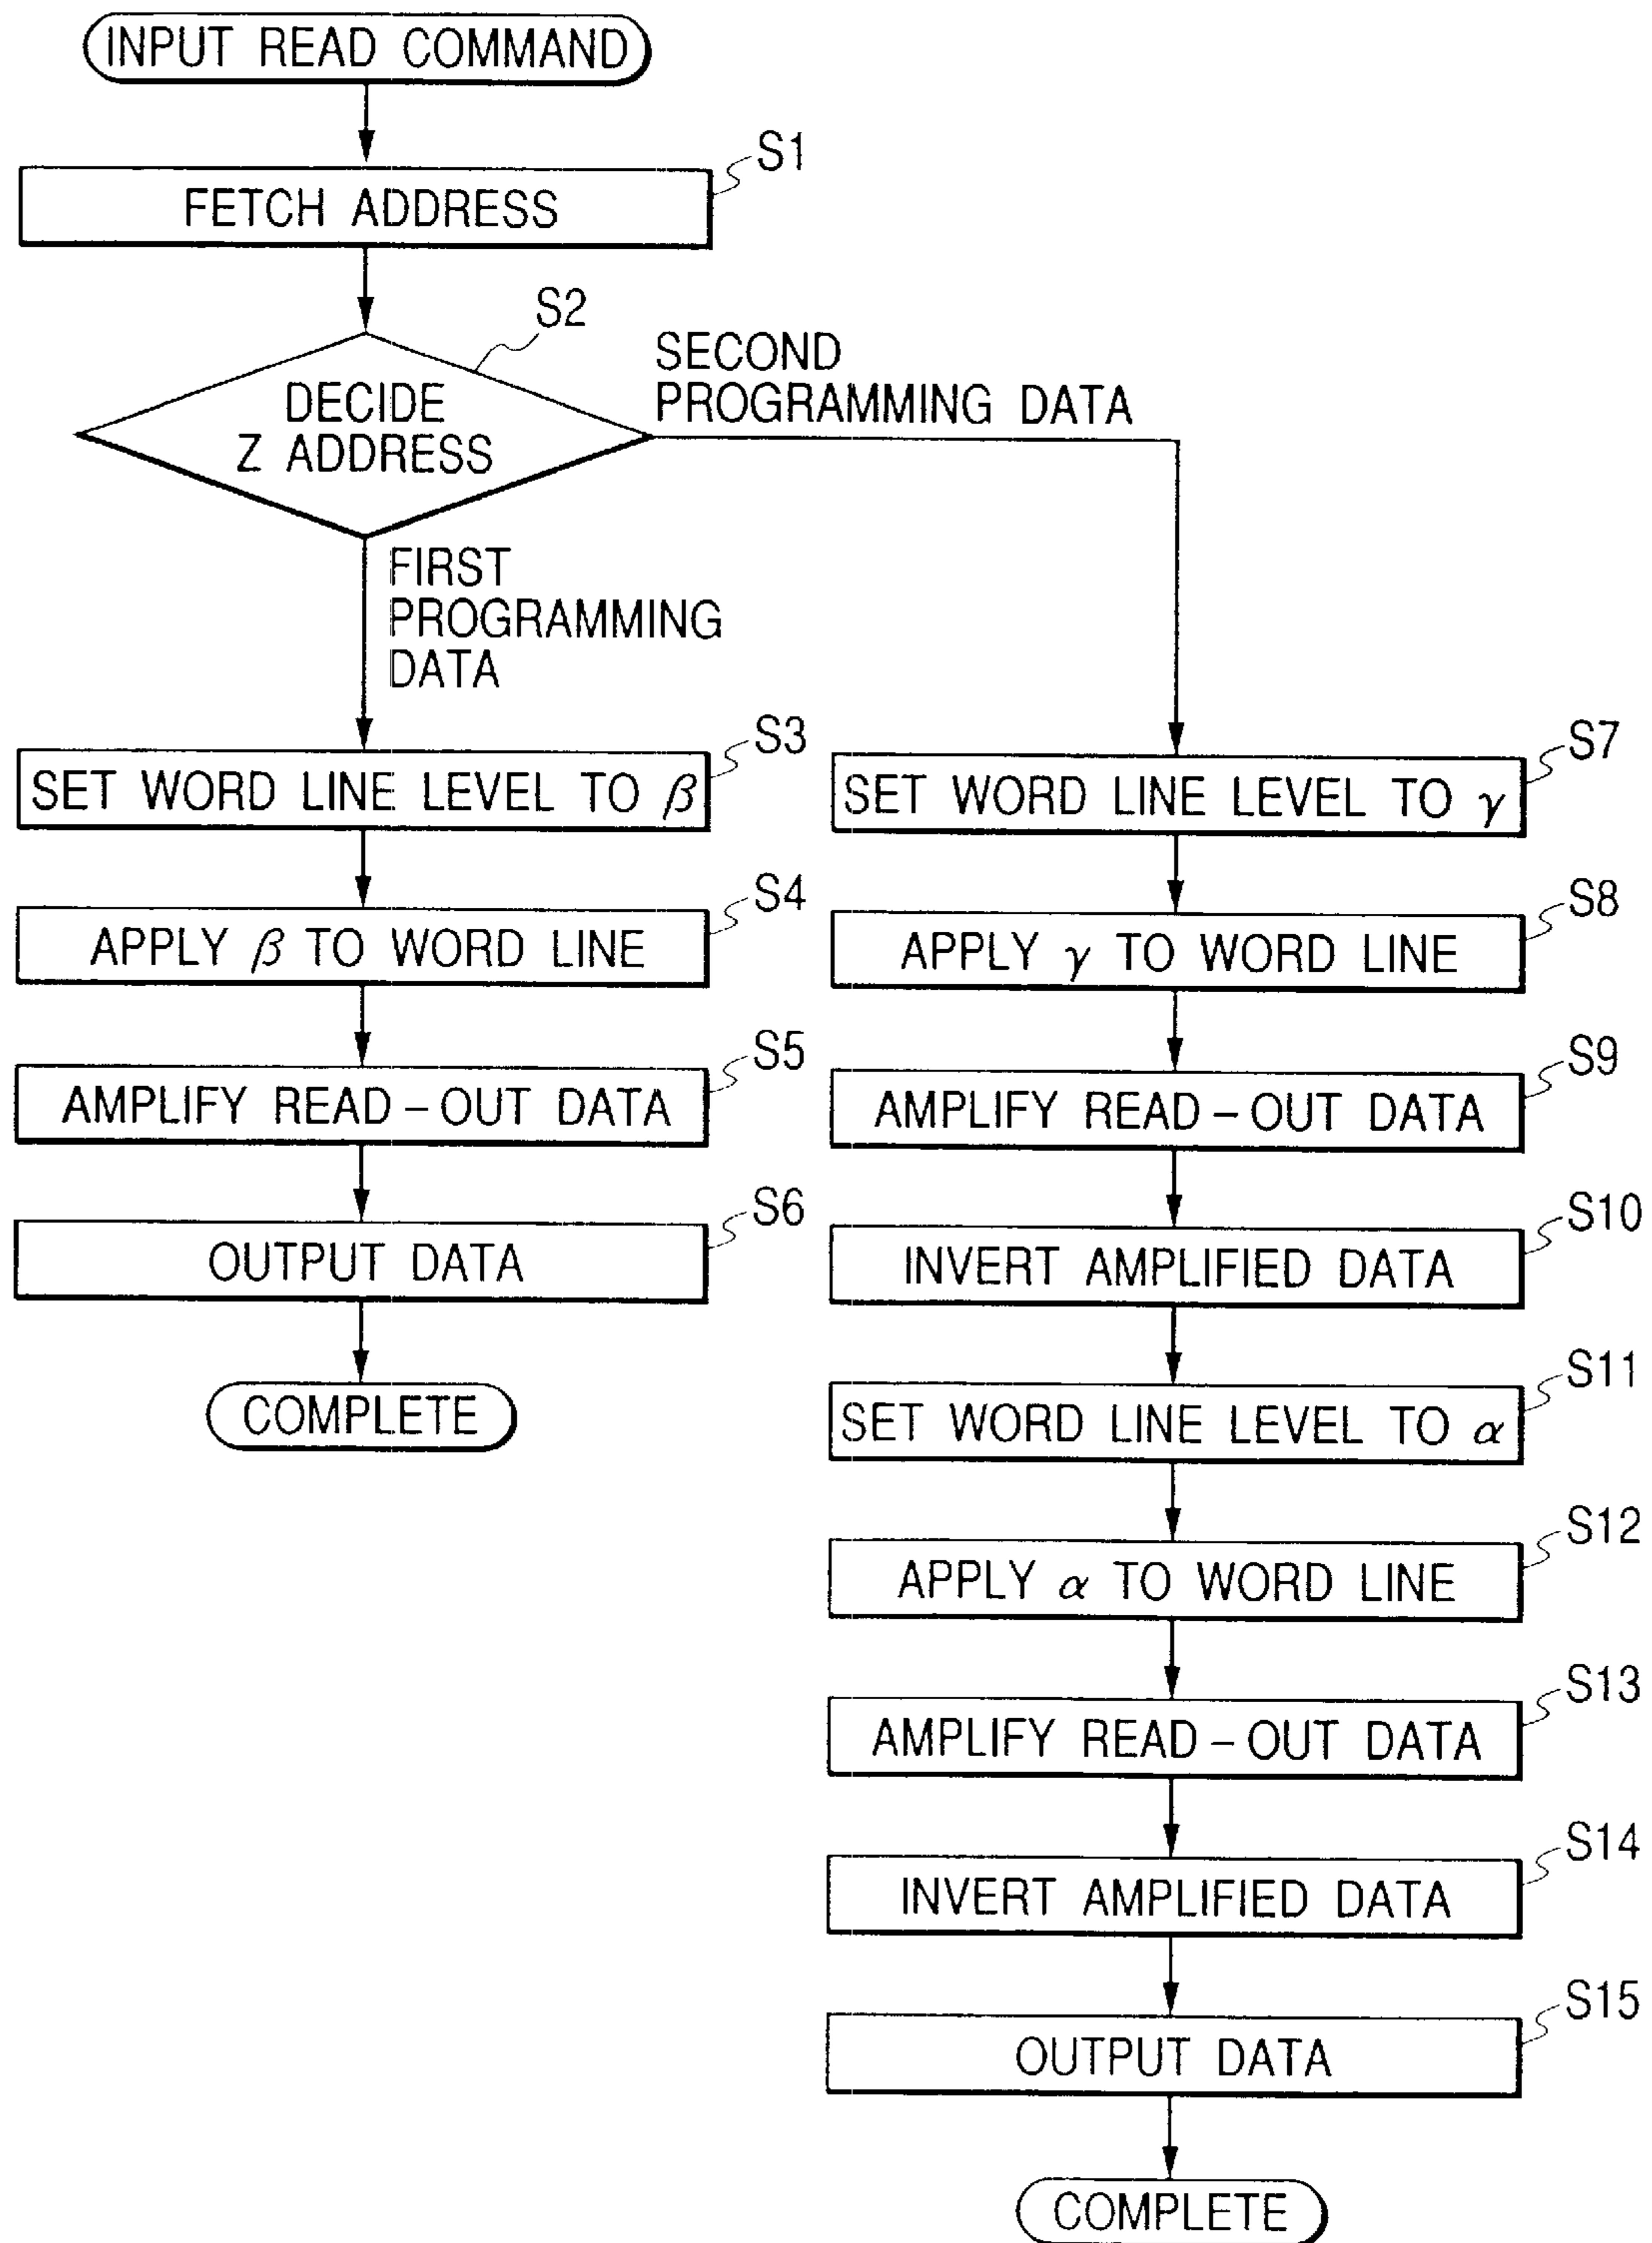 INPUT READ COMMAND
S1
FETCH ADDRESS
S2
DECIDE
Z ADDRESS
SECOND
PROGRAMMING DATA
FIRST
PROGRAMMING
DATA
S3
SET WORD LINE LEVEL TO β
S4
APPLY β TO WORD LINE
S5
AMPLIFY READ-OUT DATA
S6
OUTPUT DATA
COMPLETE
S7
SET WORD LINE LEVEL TO γ
S8
APPLY γ TO WORD LINE
S9
AMPLIFY READ-OUT DATA
S10
INVERT AMPLIFIED DATA
S11
SET WORD LINE LEVEL TO α
S12
APPLY α TO WORD LINE
S13
AMPLIFY READ-OUT DATA
S14
INVERT AMPLIFIED DATA
S15
OUTPUT DATA
COMPLETE